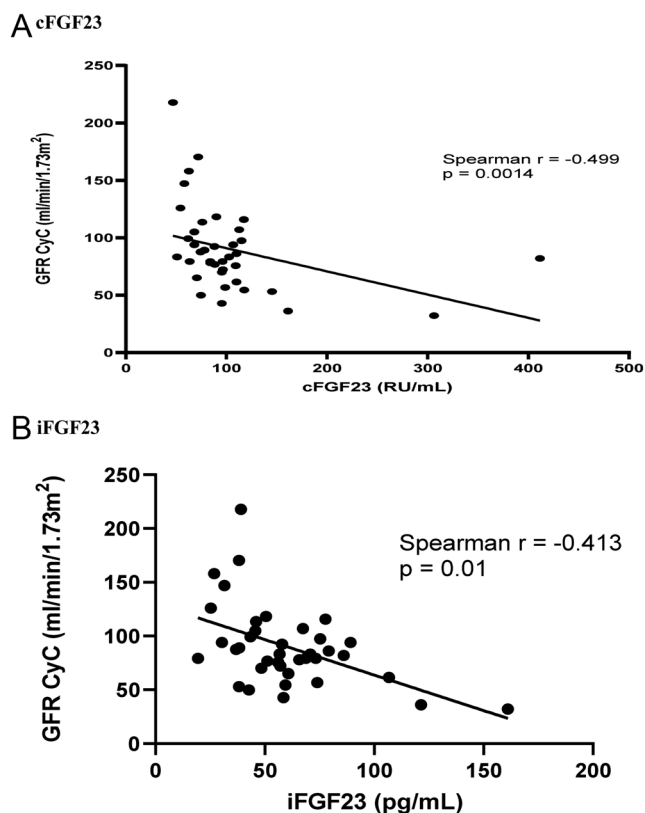 A cFGF23
250
200
150
100
50
0
GFR CyC (ml/min/1.73m²)
Spearman r = -0.499
p = 0.0014
0 100 200 300 400 500
cFGF23 (RU/mL)
B iFGF23
250
200
150
100
50
0
GFR CyC (ml/min/1.73m²)
Spearman r = -0.413
p = 0.01
0 50 100 150 200
iFGF23 (pg/mL)